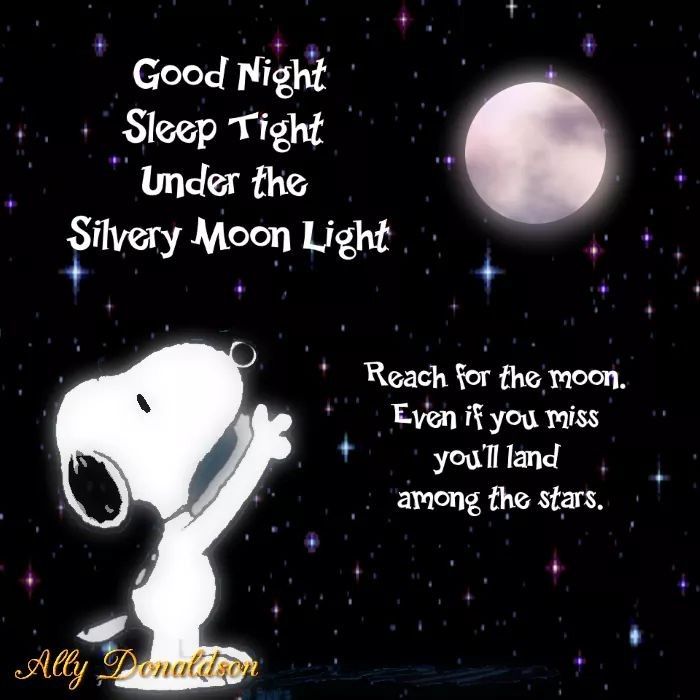 Good Night
Sleep Tight
Under the
Silvery Moon Light
Reach for the moon.
Even if you miss
you'll land
among the stars.
Ally Donaldson